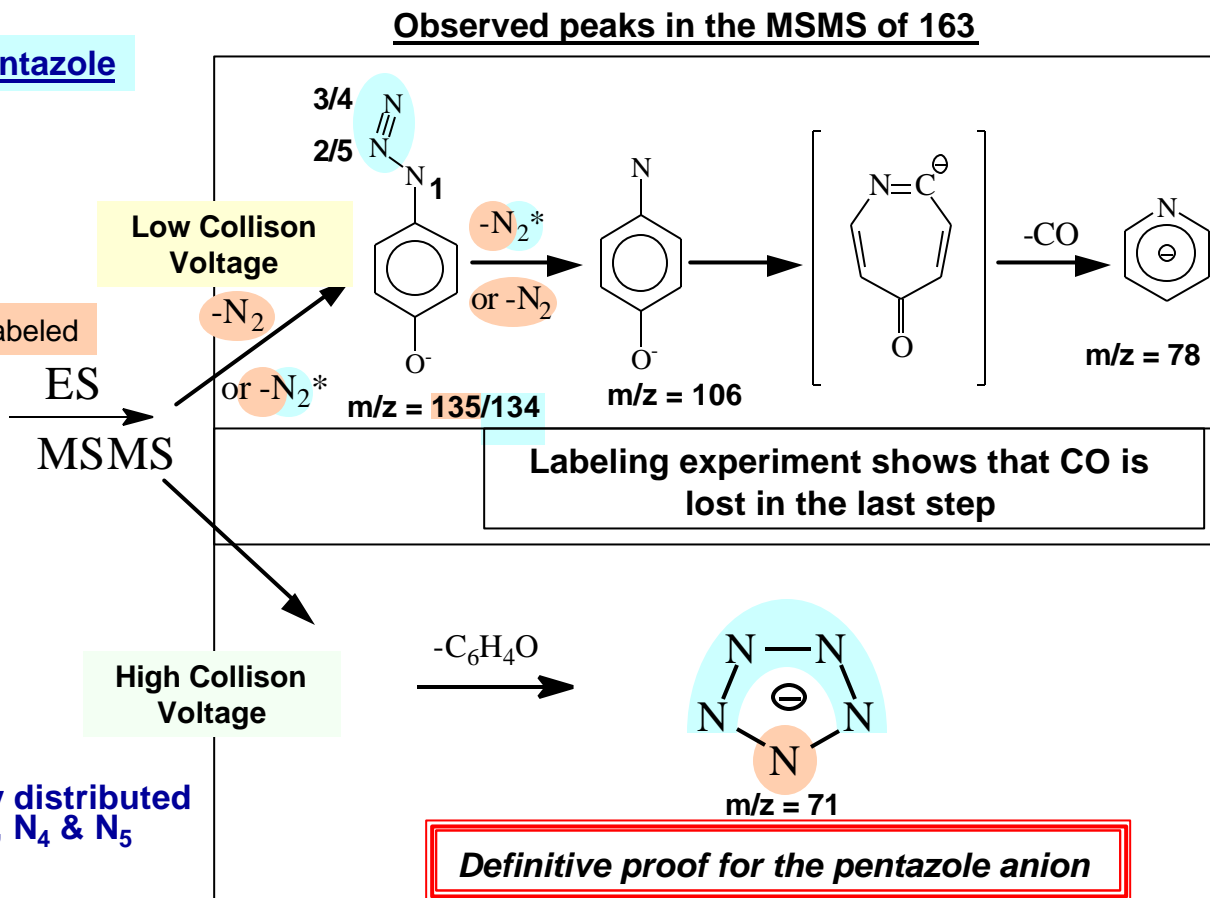 Observed peaks in the MSMS of 163
ntazole
3/4 N
2/5 N
N 1
Low Collison
Voltage
-N2* N N=C⊖ -CO N
-N2
or -N2 ⊖
abeled
ES
or -N2*
O- O- O
m/z = 78
m/z = 135/134
m/z = 106
MSMS
Labeling experiment shows that CO is
lost in the last step
-C6H4O
N N
High Collison
Voltage
⊖
N N
N
distributed
N4 & N5
m/z = 71
Definitive proof for the pentazole anion